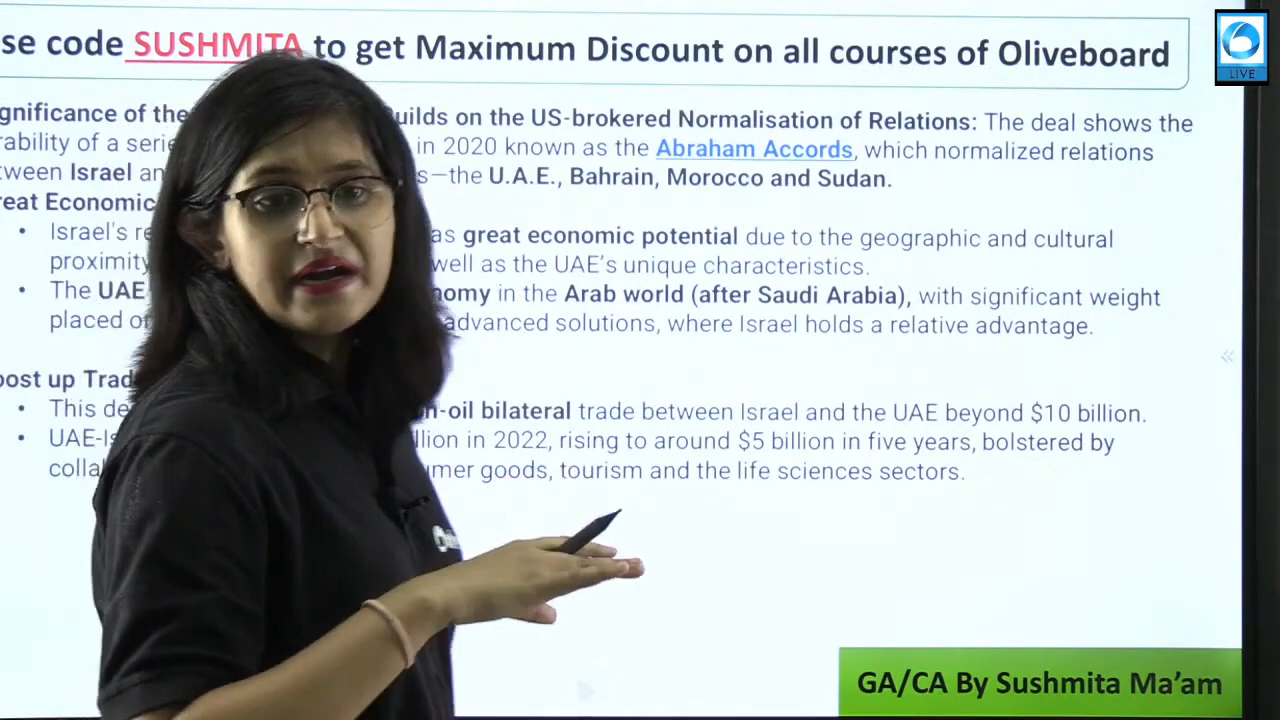 se code SUSHMITA to get Maximum Discount on all courses of Oliveboard
LIVE
gnificance of the uilds on the US-brokered Normalisation of Relations: The deal shows the
rability of a serie in 2020 known as the Abraham Accords, which normalized relations
tween Israel an s—the U.A.E., Bahrain, Morocco and Sudan.
reat Economic
• Israel's re as great economic potential due to the geographic and cultural
proximity well as the UAE's unique characteristics.
• The UAE nomy in the Arab world (after Saudi Arabia), with significant weight
placed o advanced solutions, where Israel holds a relative advantage.
oost up Trad
• This de n-oil bilateral trade between Israel and the UAE beyond $10 billion.
• UAE-Is llion in 2022, rising to around $5 billion in five years, bolstered by
colla umer goods, tourism and the life sciences sectors.
GA/CA By Sushmita Ma'am